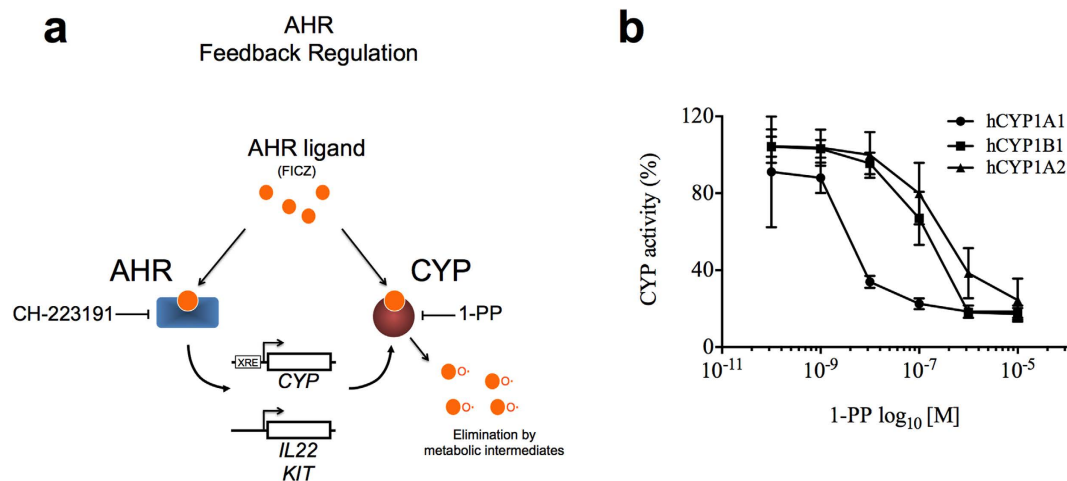 a
AHR
Feedback Regulation
AHR ligand
(FICZ)
AHR
CYP
CH-223191
1-PP
XRE
CYP
IL22
KIT
O·
O·
O·
O·
Elimination by
metabolic intermediates
b
hCYP1A1
hCYP1B1
hCYP1A2
CYP activity (%)
120
80
40
0
10-11
10-9
10-7
10-5
1-PP log10 [M]